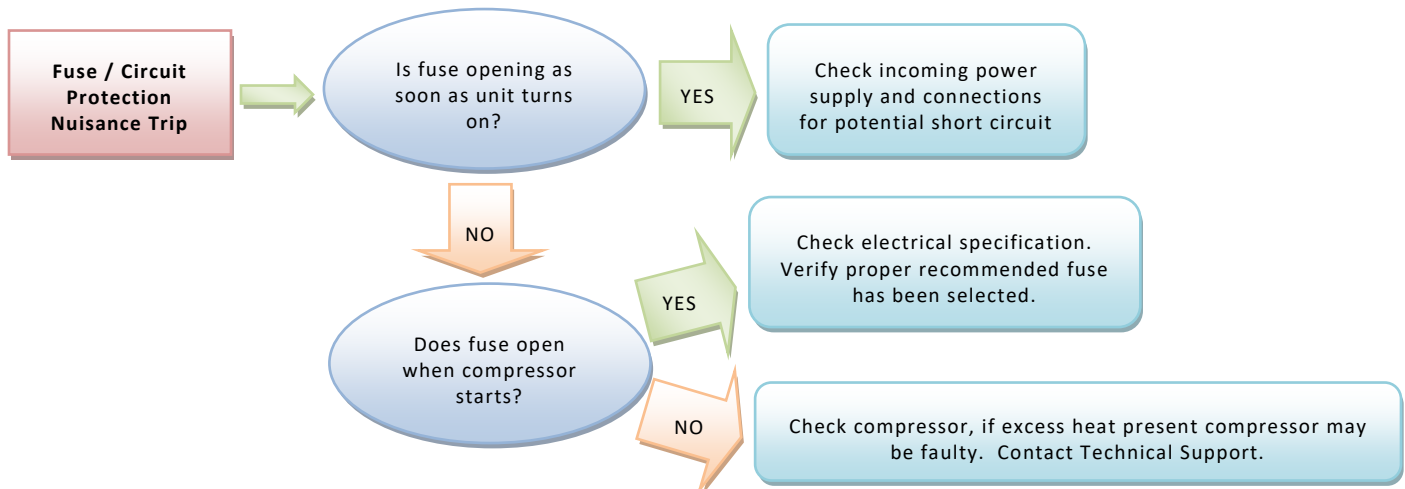 Fuse / Circuit
Protection
Nuisance Trip
Is fuse opening as
soon as unit turns
on?
YES
Check incoming power
supply and connections
for potential short circuit
NO
Does fuse open
when compressor
starts?
YES
Check electrical specification.
Verify proper recommended fuse
has been selected.
NO
Check compressor, if excess heat present compressor may
be faulty.  Contact Technical Support.